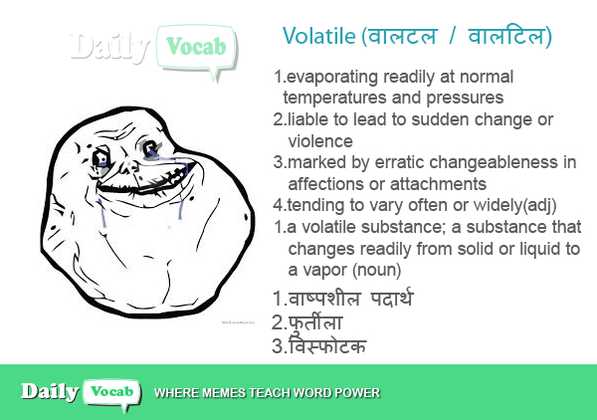 Daily Vocab
Volatile (वालटल / वालटिल)
1.evaporating readily at normal
temperatures and pressures
2.liable to lead to sudden change or
violence
3.marked by erratic changeableness in
affections or attachments
4.tending to vary often or widely(adj)
1.a volatile substance; a substance that
changes readily from solid or liquid to
a vapor (noun)
1.वाष्पशील पदार्थ
2.फुर्तीला
3.विस्फोटक
Daily Vocab WHERE MEMES TEACH WORD POWER